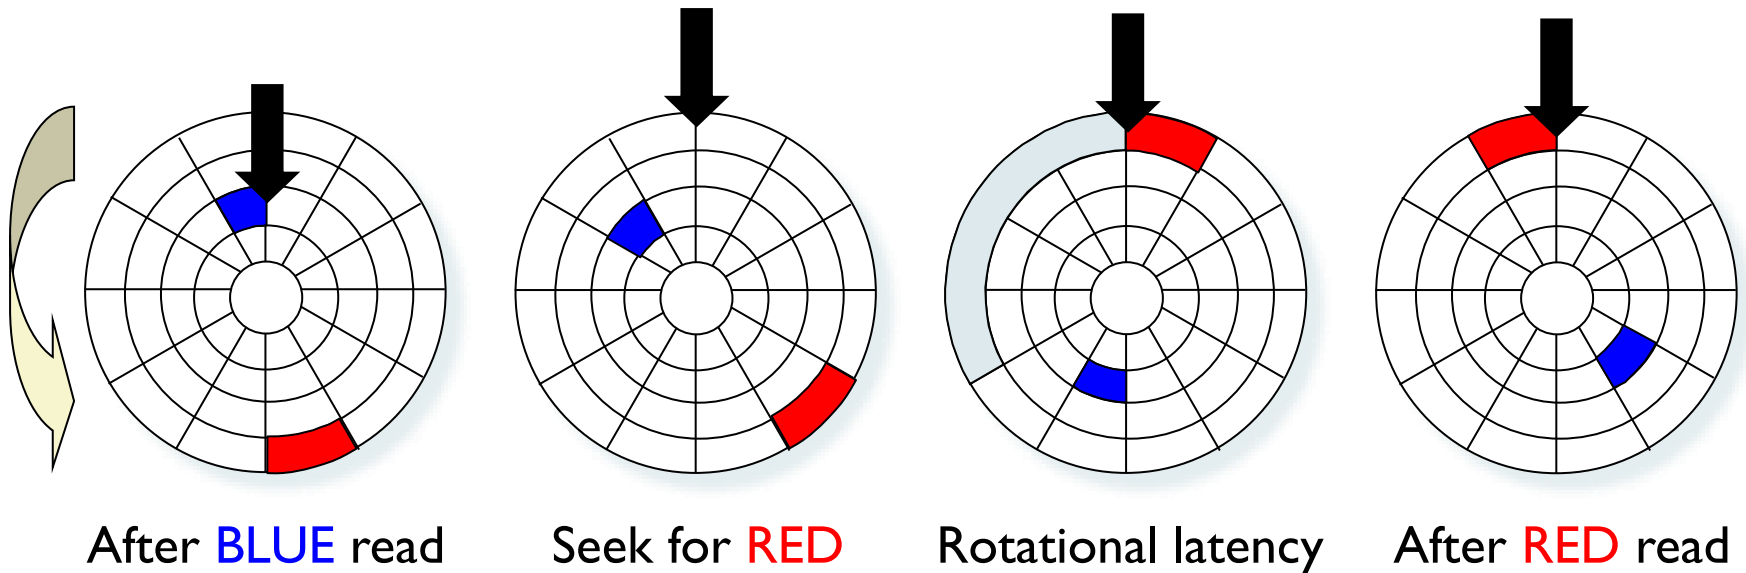 After BLUE read
Seek for RED
Rotational latency
After RED read